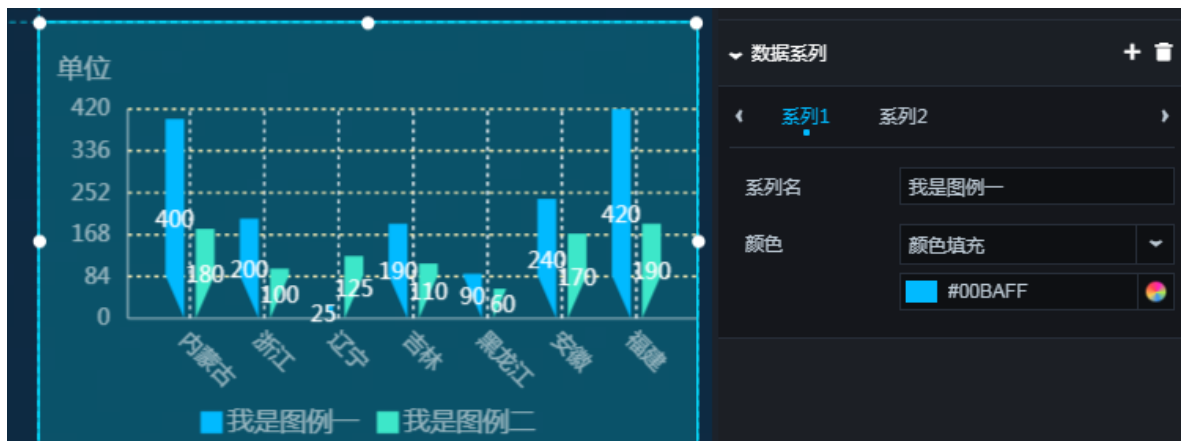 单位
420
336
252
168
84
0
400
180
200
100
25
125
190
110
90
60
240
170
420
190
内蒙古
浙江
辽宁
吉林
黑龙江
安徽
福建
我是图例一 我是图例二
数据系列
系列1 系列2
系列名 我是图例一
颜色 颜色填充
#00BAFF